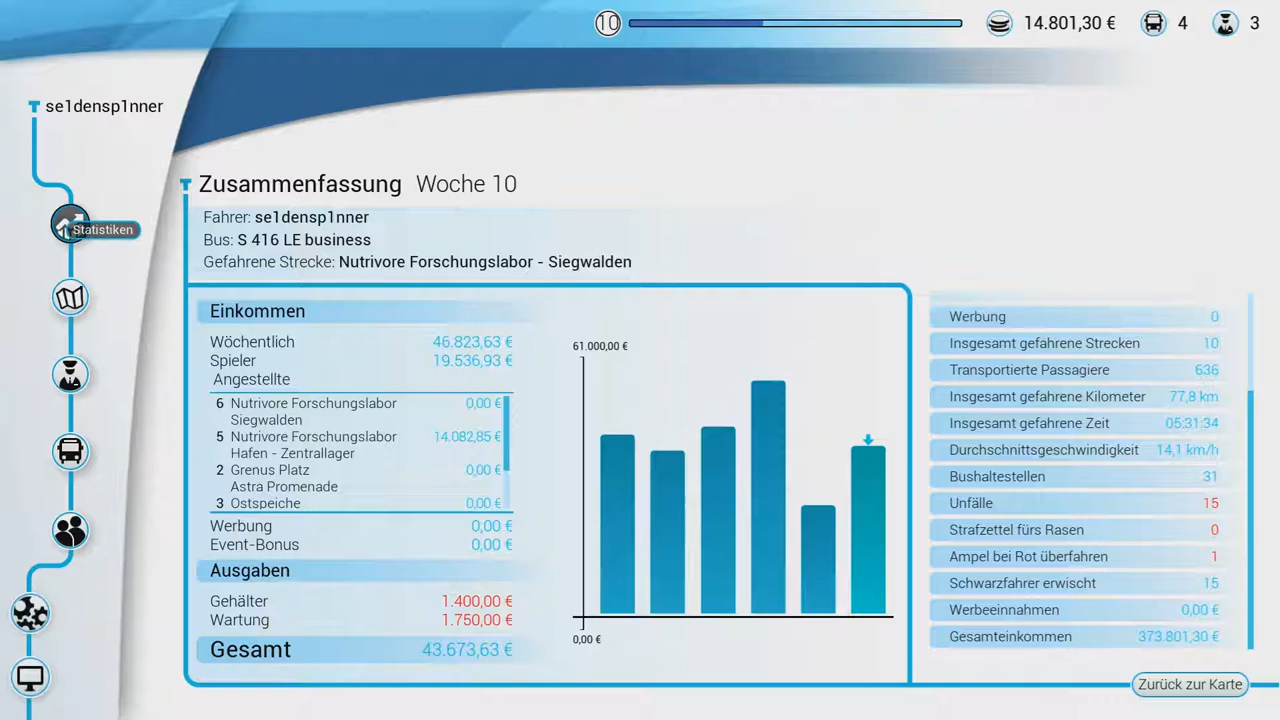 10
14.801,30 €
4
3
se1densp1nner
Statistiken
Zusammenfassung Woche 10
Fahrer: se1densp1nner
Bus: S 416 LE business
Gefahrene Strecke: Nutrivore Forschungslabor - Siegwalden
Einkommen
Wöchentlich 46.823,63 €
Spieler 19.536,93 €
Angestellte
6 Nutrivore Forschungslabor 0,00 €
Siegwalden
5 Nutrivore Forschungslabor 14.082,85 €
Hafen - Zentrallager
2 Grenus Platz 0,00 €
Astra Promenade
3 Ostspeiche 0,00 €
Werbung 0,00 €
Event-Bonus 0,00 €
Ausgaben
Gehälter 1.400,00 €
Wartung 1.750,00 €
Gesamt 43.673,63 €
61.000,00 €
0,00 €
Werbung 0
Insgesamt gefahrene Strecken 10
Transportierte Passagiere 636
Insgesamt gefahrene Kilometer 77,8 km
Insgesamt gefahrene Zeit 05:31:34
Durchschnittsgeschwindigkeit 14,1 km/h
Bushaltestellen 31
Unfälle 15
Strafzettel fürs Rasen 0
Ampel bei Rot überfahren 1
Schwarzfahrer erwischt 15
Werbeeinnahmen 0,00 €
Gesamteinkommen 373.801,30 €
Zurück zur Karte